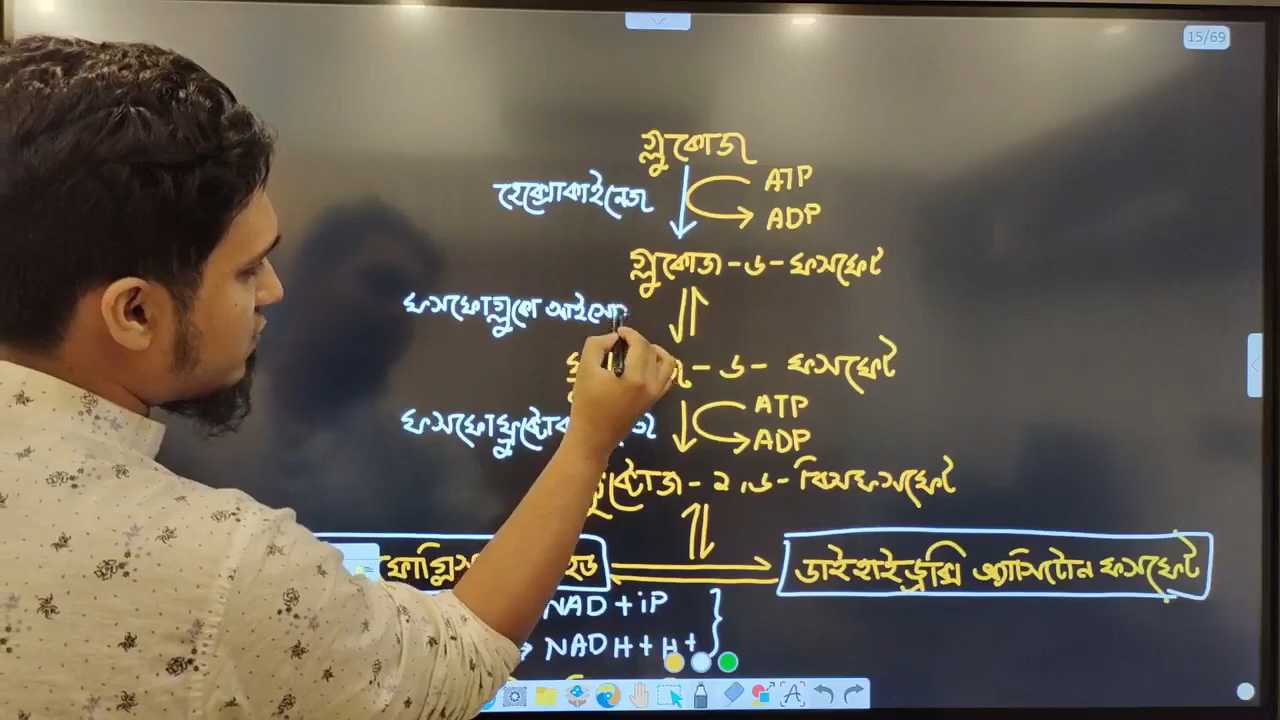 15/69
গ্লুকোজ
হেক্সোকাইনেজ
ATP
ADP
গ্লুকোজ - ৬ - ফসফেট
ফসফোগ্লুকো আইসো
- ৬ - ফসফেট
ATP
ADP
- ২,৬ - বিসফসফেট
ডাইহাইড্রক্সি অ্যাসিটোন ফসফেট
NAD + iP
NADH + H+